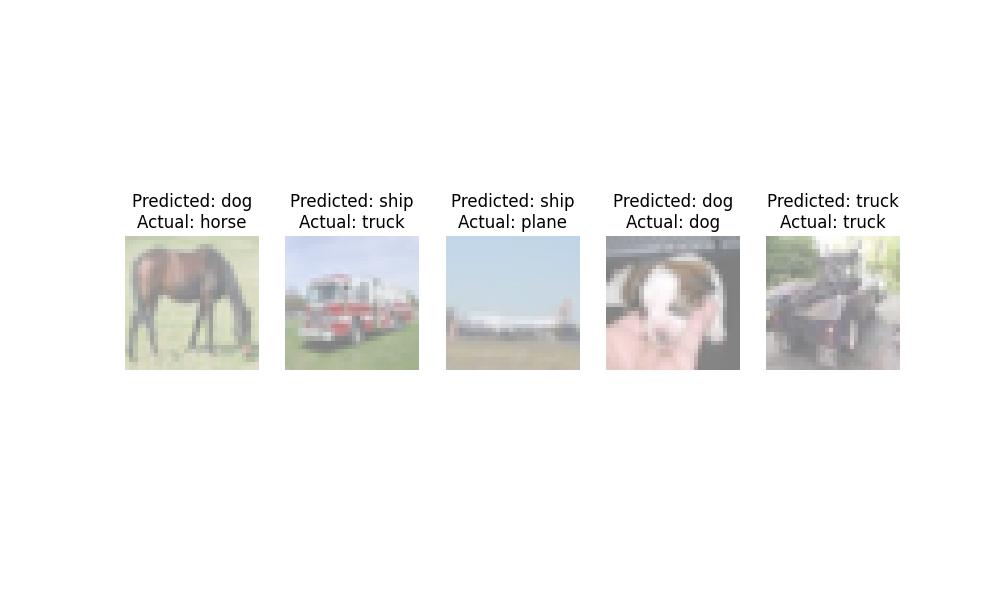 Predicted: dog
Actual: horse
Predicted: ship
Actual: truck
Predicted: ship
Actual: plane
Predicted: dog
Actual: dog
Predicted: truck
Actual: truck